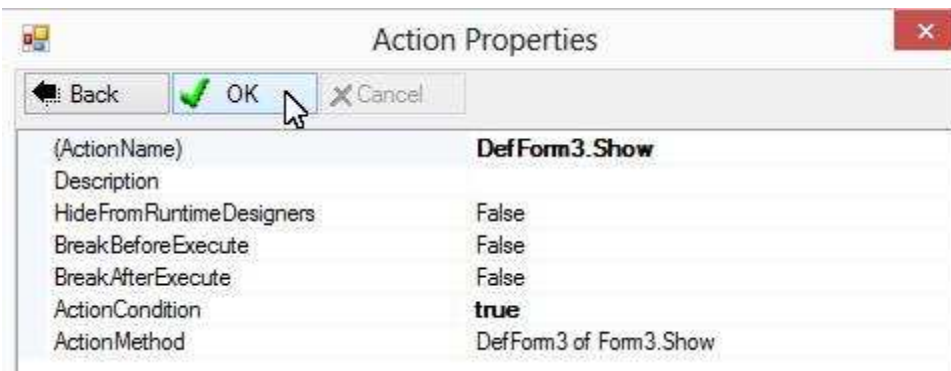 Action Properties
Back OK Cancel
(ActionName) DefForm3.Show
Description
HideFromRuntimeDesigners False
BreakBeforeExecute False
BreakAfterExecute False
ActionCondition true
ActionMethod DefForm3 of Form3.Show